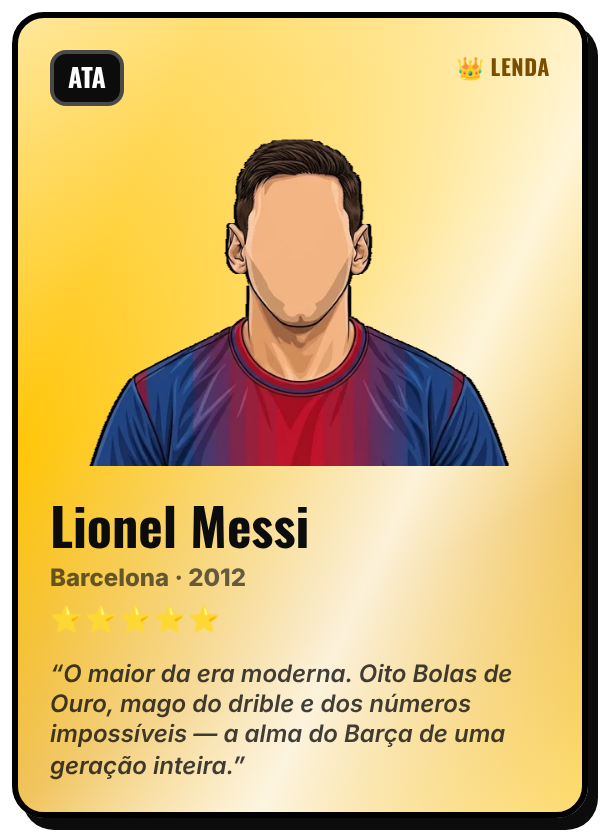 ATA
👑 LENDA
Lionel Messi
Barcelona · 2012
⭐⭐⭐⭐⭐
“O maior da era moderna. Oito Bolas de
Ouro, mago do drible e dos números
impossíveis — a alma do Barça de uma
geração inteira.”